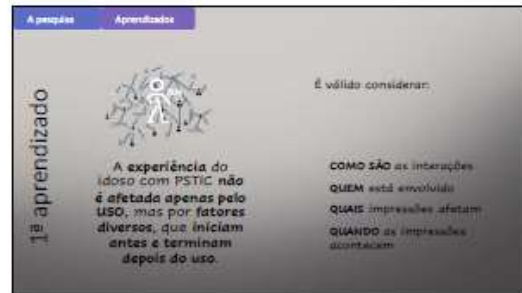 A pesquisa
Aprendizados
1º aprendizado
A experiência do
idoso com PSTIC não
é afetada apenas pelo
USO, mas por fatores
diversos, que iniciam
antes e terminam
depois do uso.
É válido considerar:
COMO SÃO as interações
QUEM está envolvido
QUAIS impressões afetam
QUANDO as impressões
acontecem